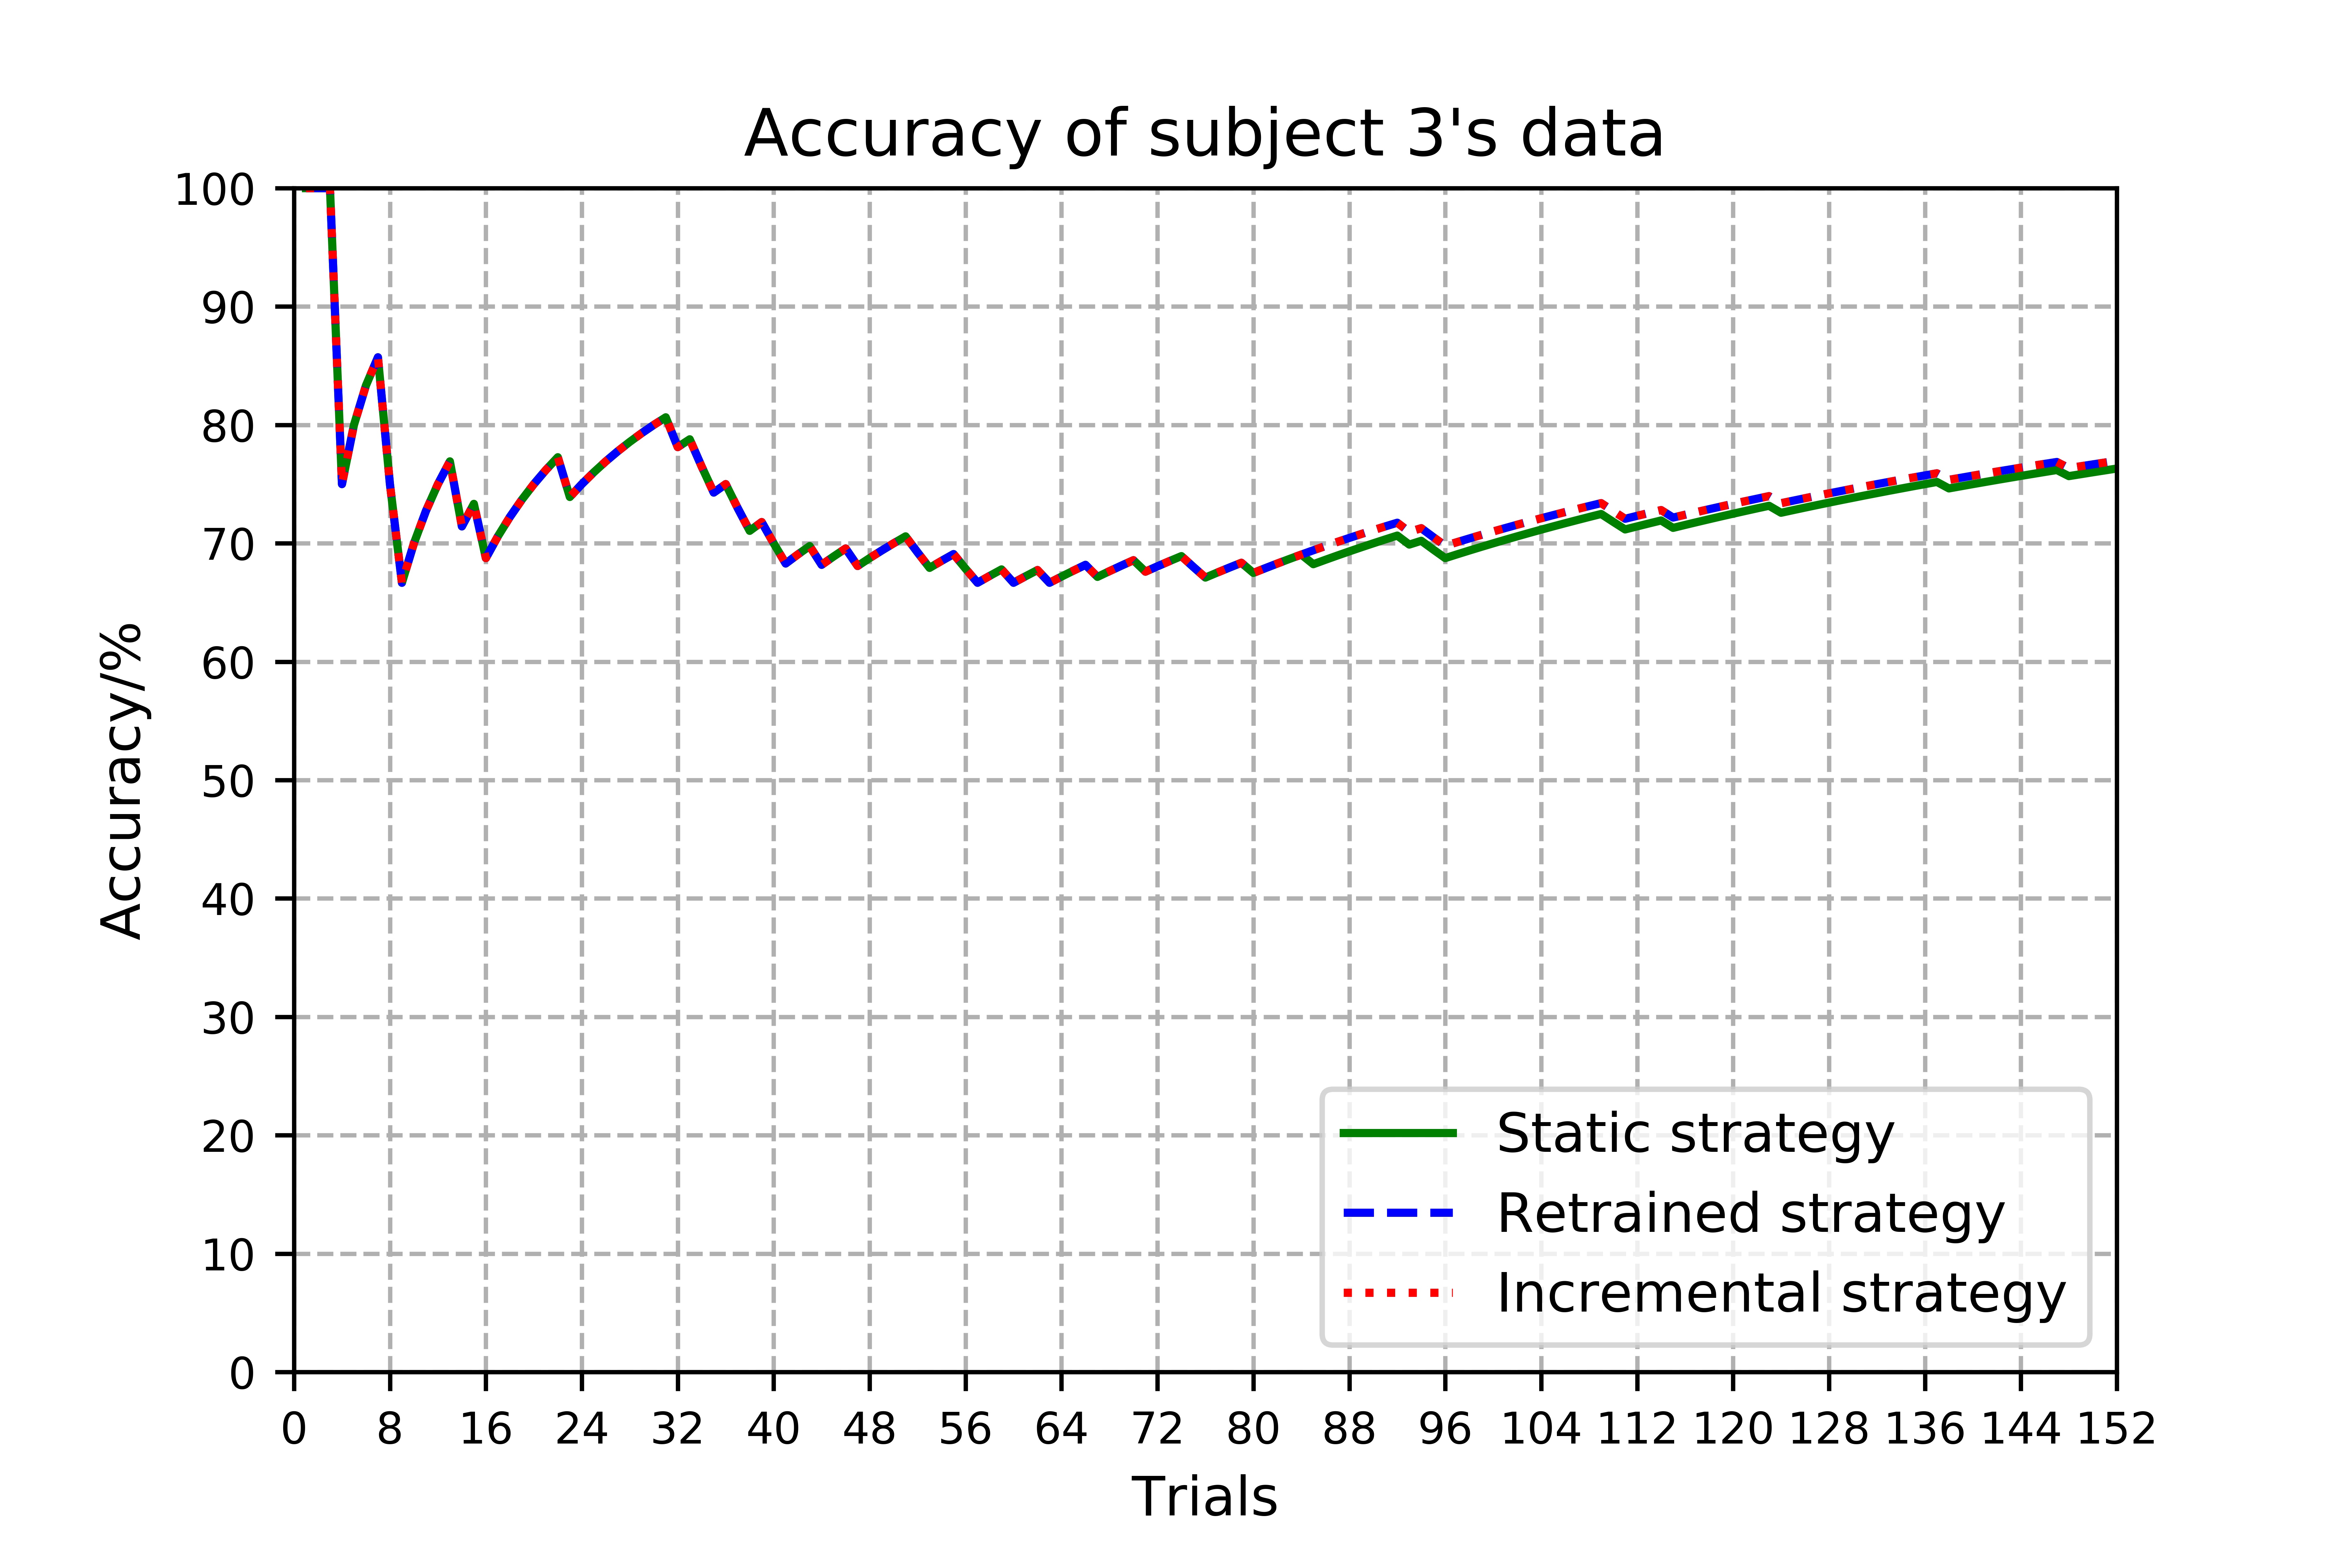 Accuracy of subject 3's data
100
90
80
70
60
50
40
30
20
10
0
Accuracy/%
Static strategy
Retrained strategy
Incremental strategy
0 8 16 24 32 40 48 56 64 72 80 88 96 104 112 120 128 136 144 152
Trials